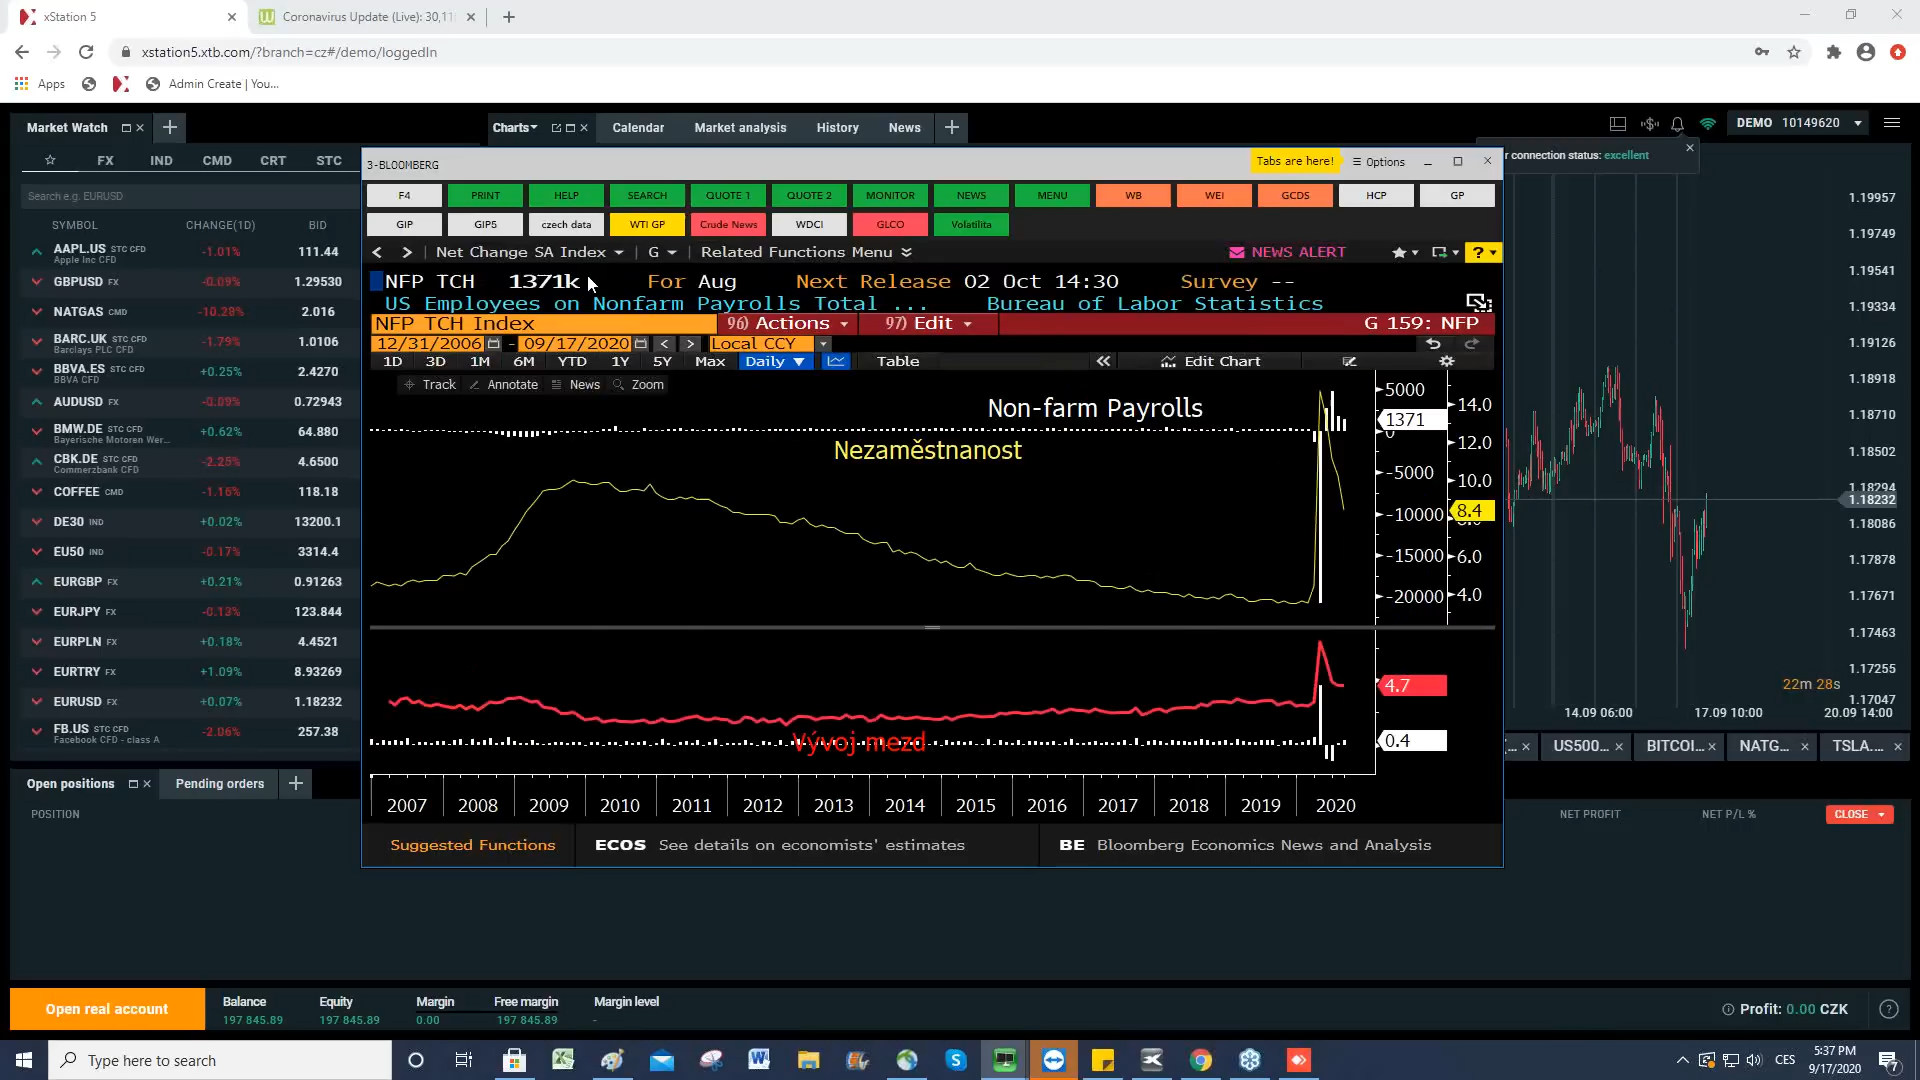 xStation 5
Coronavirus Update (Live): 30,11
xstation5.xtb.com/?branch=cz#/demo/loggedIn
Apps
Admin Create | You...
Market Watch
Charts
Calendar
Market analysis
History
News
DEMO 10149620
r connection status: excellent
FX IND CMD CRT STC
Search e.g. EURUSD
SYMBOL CHANGE(1D) BID
AAPL.US STC CFD -1.01% 111.44
Apple Inc CFD
GBPUSD FX -0.09% 1.29530
NATGAS CMD -10.28% 2.016
BARC.UK STC CFD -1.79% 1.0106
Barclays PLC CFD
BBVA.ES STC CFD +0.25% 2.4270
BBVA CFD
AUDUSD FX -0.09% 0.72943
BMW.DE STC CFD +0.62% 64.880
Bayerische Motoren Wer...
CBK.DE STC CFD -2.25% 4.6500
Commerzbank CFD
COFFEE CMD -1.16% 118.18
DE30 IND +0.02% 13200.1
EU50 IND -0.17% 3314.4
EURGBP FX +0.21% 0.91263
EURJPY FX -0.13% 123.844
EURPLN FX +0.18% 4.4521
EURTRY FX +1.09% 8.93269
EURUSD FX +0.07% 1.18232
FB.US STC CFD -2.06% 257.38
Facebook CFD - class A
3-BLOOMBERG
Tabs are here!
Options
F4 PRINT HELP SEARCH QUOTE 1 QUOTE 2 MONITOR NEWS MENU WB WEI GCDS HCP GP
GIP GIP5 czech data WTI GP Crude News WDCI GLCO Volatilita
< > Net Change SA Index G Related Functions Menu
NEWS ALERT
?
NFP TCH 1371k For Aug Next Release 02 Oct 14:30 Survey --
US Employees on Nonfarm Payrolls Total ... Bureau of Labor Statistics
NFP TCH Index 96) Actions 97) Edit G 159: NFP
12/31/2006 - 09/17/2020 < > Local CCY
1D 3D 1M 6M YTD 1Y 5Y Max Daily Table « Edit Chart
Track Annotate News Zoom
Non-farm Payrolls
Nezaměstnanost
5000
1371
0
-5000
-10000
-15000
-20000
14.0
12.0
10.0
8.4
6.0
4.0
4.7
Vývoj mezd
0.4
2007 2008 2009 2010 2011 2012 2013 2014 2015 2016 2017 2018 2019 2020
Suggested Functions
ECOS See details on economists' estimates
BE Bloomberg Economics News and Analysis
1.19957
1.19749
1.19541
1.19334
1.19126
1.18918
1.18710
1.18502
1.18294
1.18232
1.18086
1.17878
1.17671
1.17463
1.17255
1.17047
22m 28s
14.09 06:00 17.09 10:00 20.09 14:00
US500... BITCOI... NATG... TSLA....
Open positions
Pending orders
POSITION
NET PROFIT
NET P/L %
CLOSE
Open real account
Balance Equity Margin Free margin Margin level
197 845.89 197 845.89 0.00 197 845.89 -
Profit: 0.00 CZK
Type here to search
CES
5:37 PM
9/17/2020
7